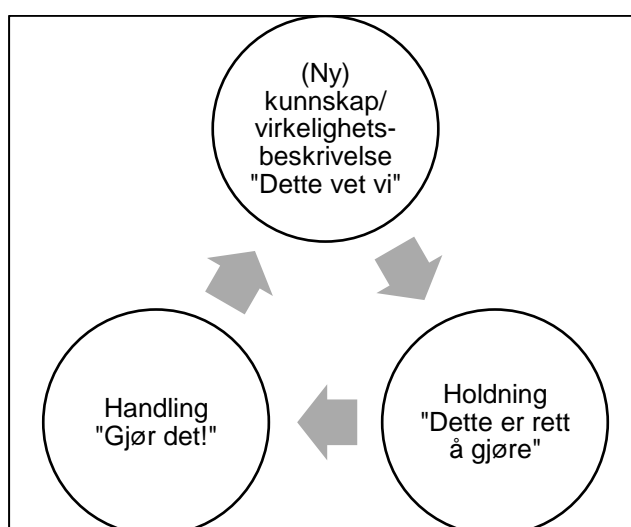 (Ny)
kunnskap/
virkelighets-
beskrivelse
"Dette vet vi"
Handling
"Gjør det!"
Holdning
"Dette er rett
å gjøre"